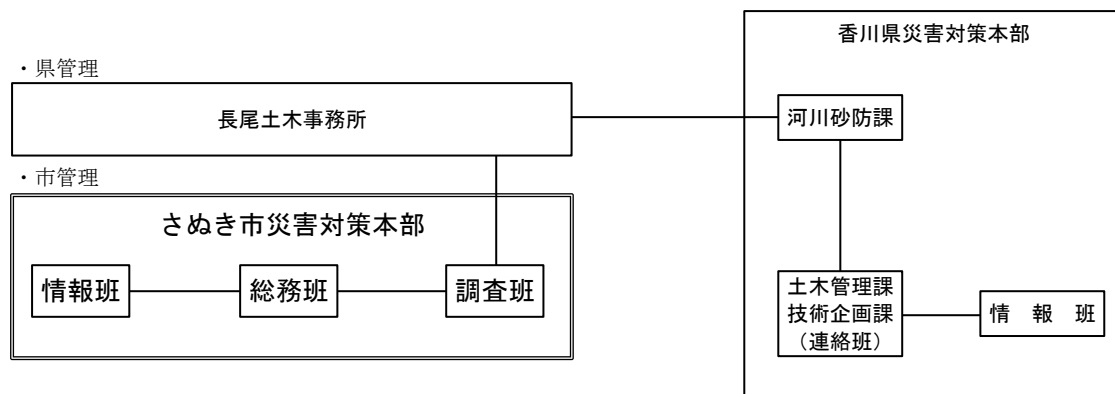 香川県災害対策本部
・県管理
長尾土木事務所
河川砂防課
・市管理
さぬき市災害対策本部
情報班
総務班
調査班
土木管理課
技術企画課
（連絡班）
情　報　班